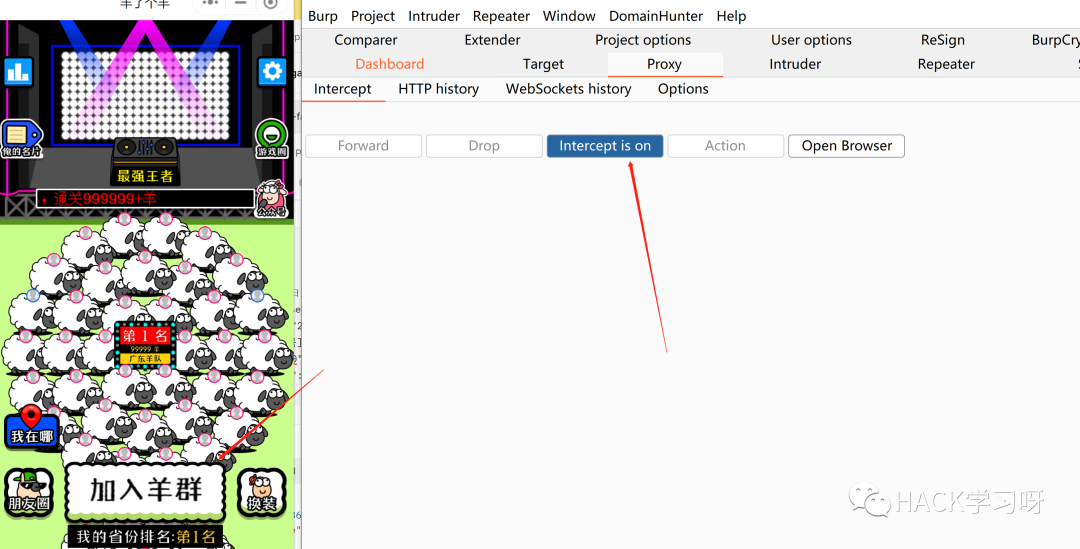 羊了个羊
俺的名片
游戏圈
最强王者
，通关999999+羊
公众号
第 1 名
99999 羊
广东羊队
我在哪
加入羊群
朋友圈
换装
我的省份排名:第1名
Burp Project Intruder Repeater Window DomainHunter Help
Comparer Extender Project options User options ReSign BurpCry
Dashboard Target Proxy Intruder Repeater
Intercept HTTP history WebSockets history Options
Forward Drop Intercept is on Action Open Browser
HACK学习呀